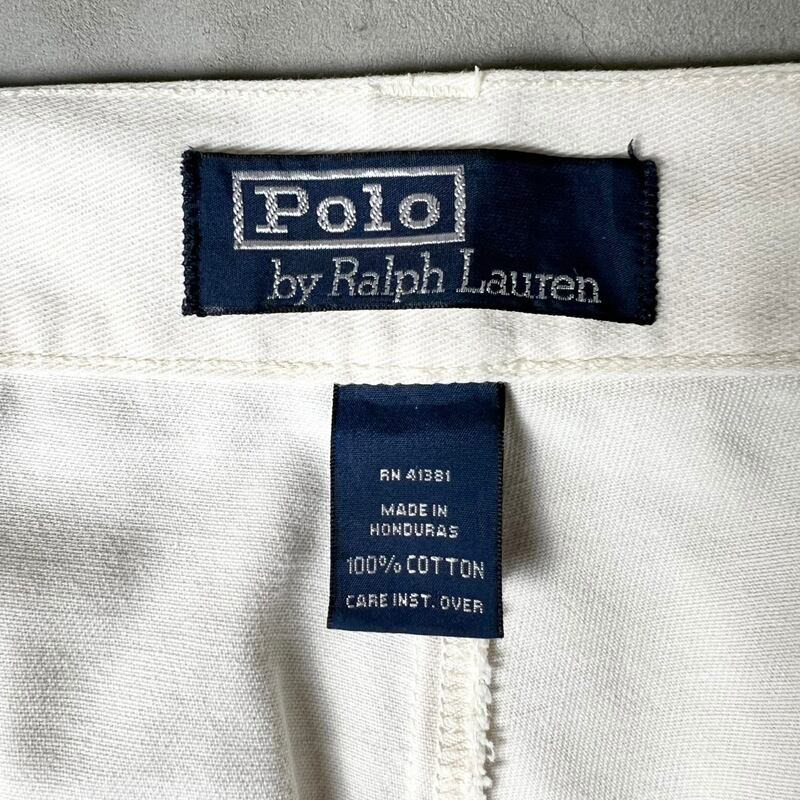 Polo
by Ralph Lauren
RN 41381
MADE IN
HONDURAS
100% COTTON
CARE INST. OVER